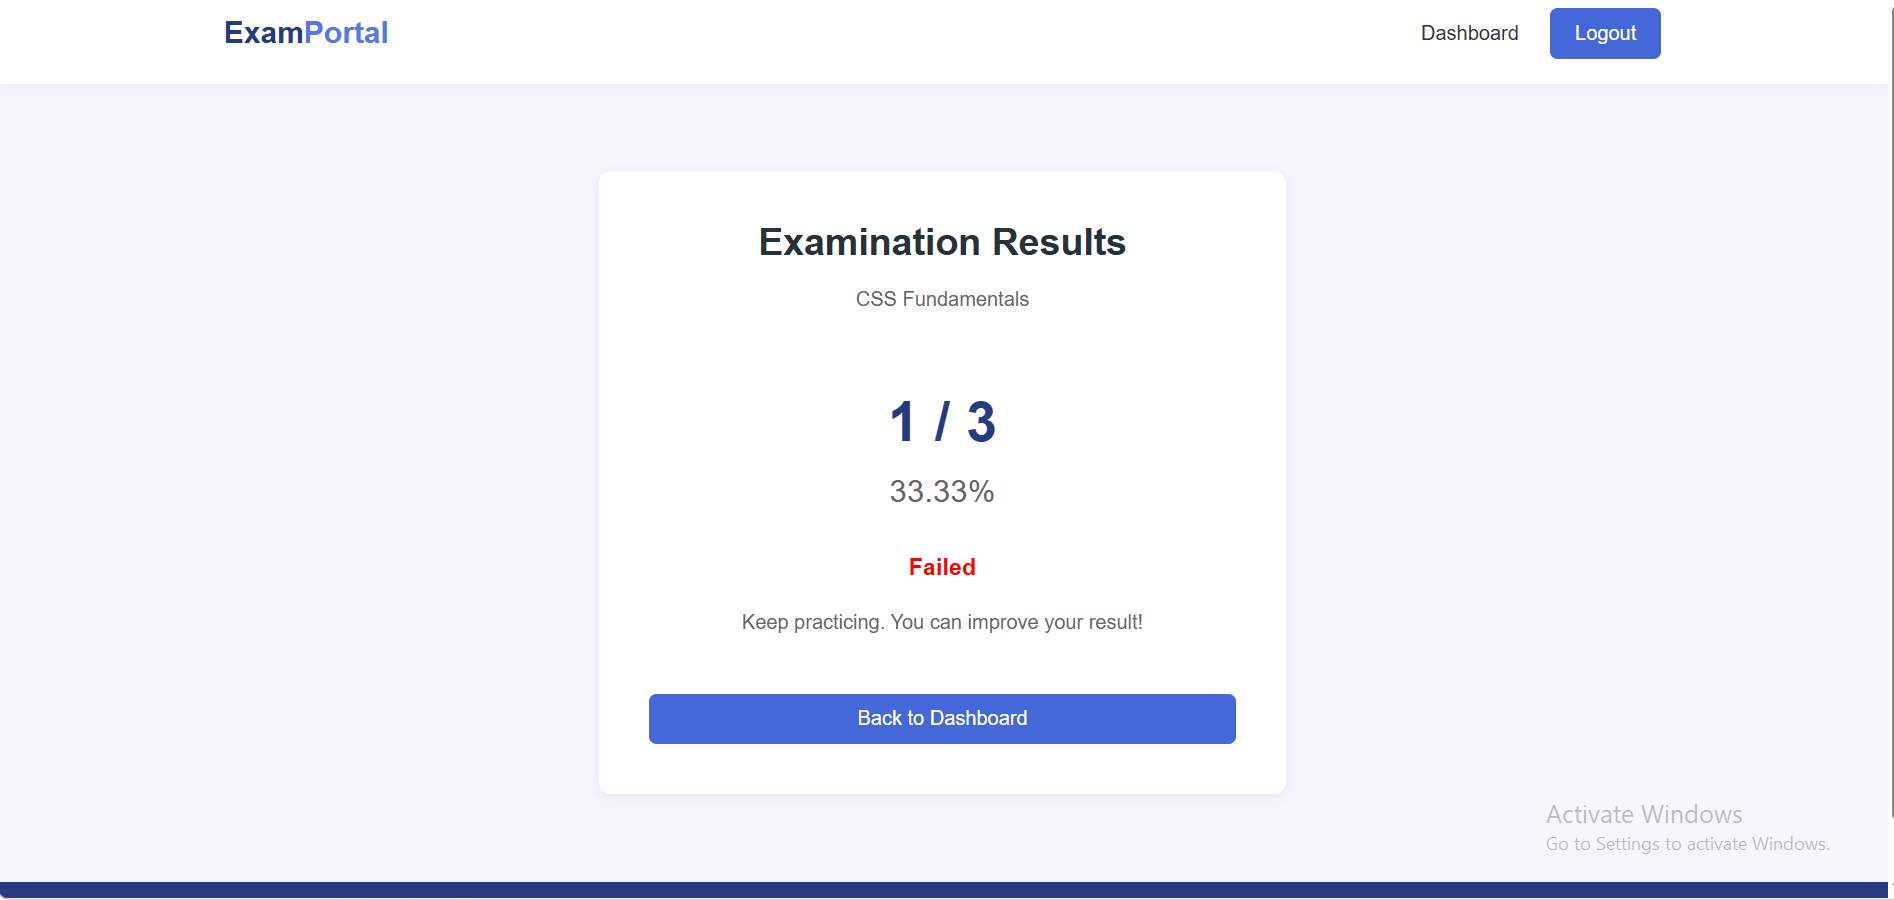 ExamPortal
Dashboard
Logout
Examination Results
CSS Fundamentals
1 / 3
33.33%
Failed
Keep practicing. You can improve your result!
Back to Dashboard
Activate Windows
Go to Settings to activate Windows.